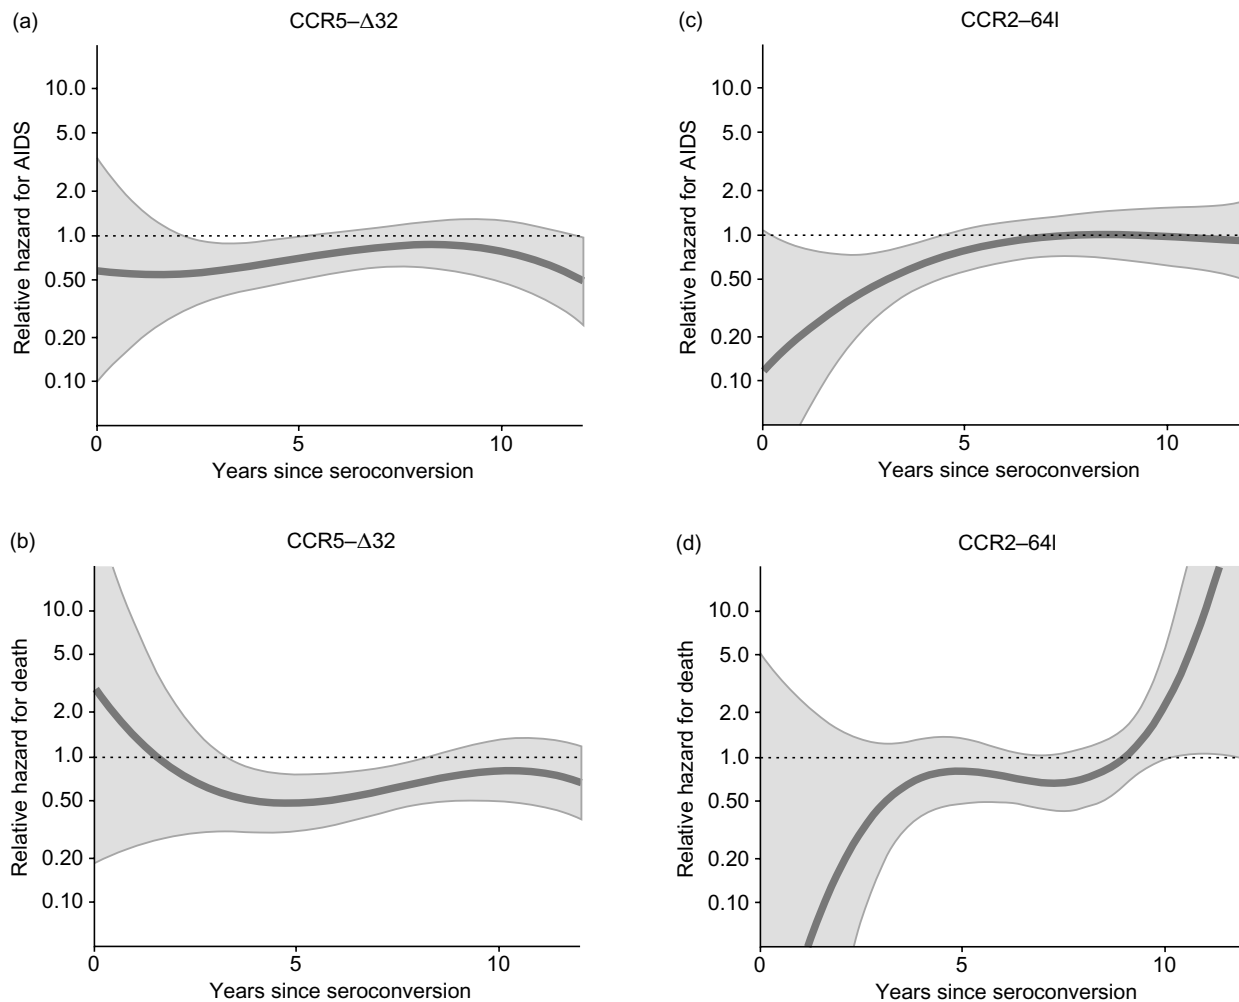 (a)
CCR5–Δ32
Relative hazard for AIDS
10.0
5.0
2.0
1.0
0.50
0.20
0.10
0
5
10
Years since seroconversion
(c)
CCR2–64I
Relative hazard for AIDS
10.0
5.0
2.0
1.0
0.50
0.20
0.10
0
5
10
Years since seroconversion
(b)
CCR5–Δ32
Relative hazard for death
10.0
5.0
2.0
1.0
0.50
0.20
0.10
0
5
10
Years since seroconversion
(d)
CCR2–64I
Relative hazard for death
10.0
5.0
2.0
1.0
0.50
0.20
0.10
0
5
10
Years since seroconversion